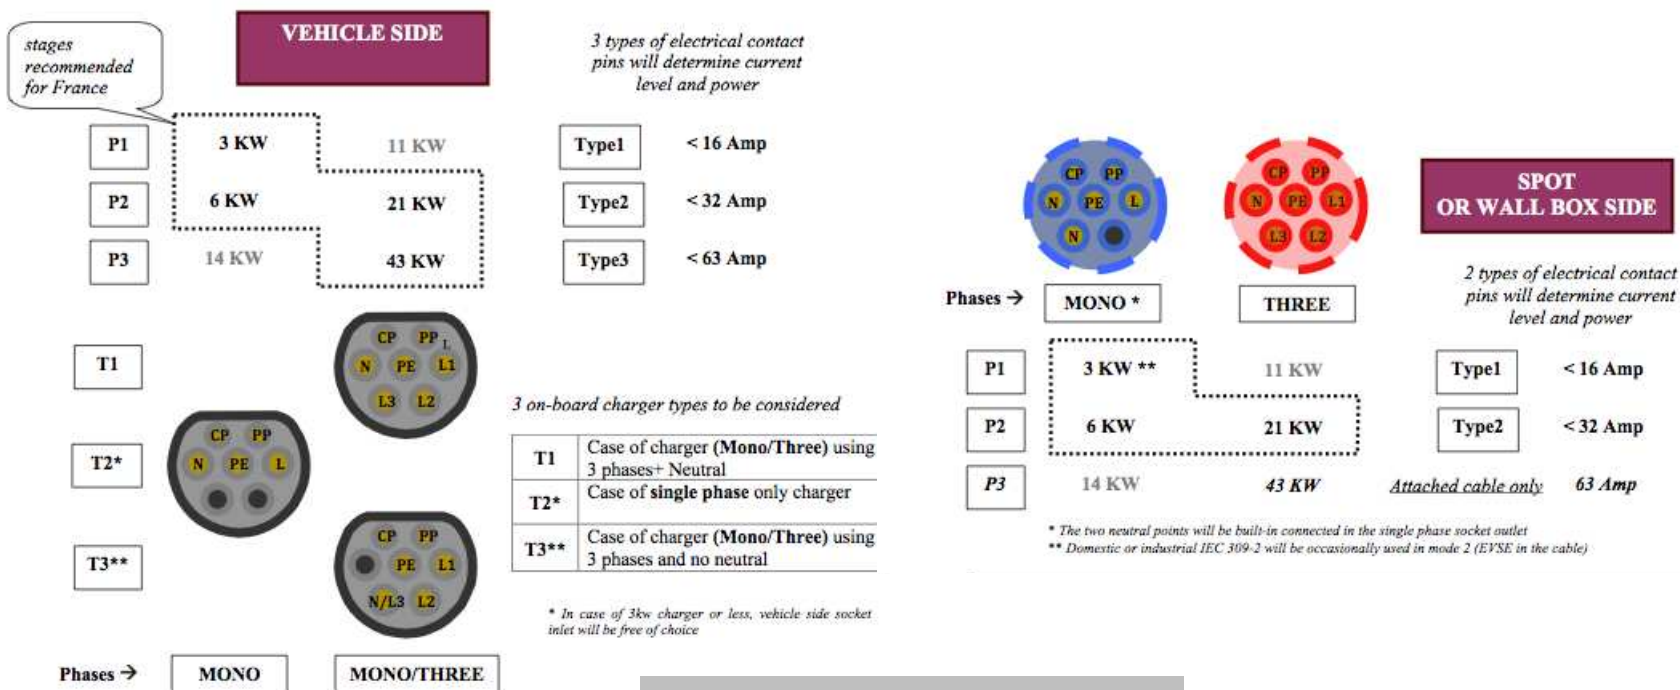 stages
recommended
for France
VEHICLE SIDE
3 types of electrical contact
pins will determine current
level and power
P1 3 KW 11 KW Type1 < 16 Amp
P2 6 KW 21 KW Type2 < 32 Amp
P3 14 KW 43 KW Type3 < 63 Amp
T1
CP PP L
N PE L1
L3 L2
T2*
CP PP
N PE L
T3**
CP PP
PE L1
N/L3 L2
3 on-board charger types to be considered
T1 Case of charger (Mono/Three) using
3 phases+ Neutral
T2* Case of single phase only charger
T3** Case of charger (Mono/Three) using
3 phases and no neutral
* In case of 3kw charger or less, vehicle side socket
inlet will be free of choice
Phases → MONO MONO/THREE
CP PP
N PE L
N
CP PP
N PE L1
L3 L2
SPOT
OR WALL BOX SIDE
2 types of electrical contact
pins will determine current
level and power
Phases → MONO * THREE
P1 3 KW ** 11 KW Type1 < 16 Amp
P2 6 KW 21 KW Type2 < 32 Amp
P3 14 KW 43 KW Attached cable only 63 Amp
* The two neutral points will be built-in connected in the single phase socket outlet
** Domestic or industrial IEC 309-2 will be occasionally used in mode 2 (EVSE in the cable)